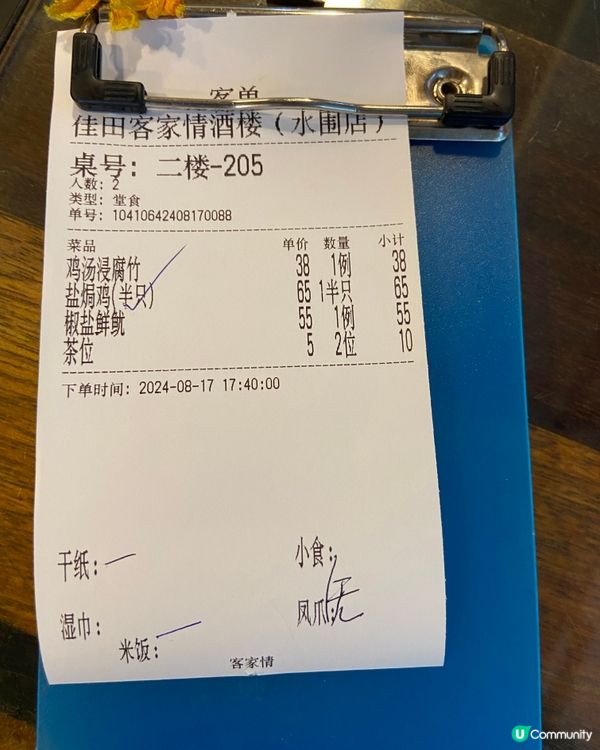 客单
佳田客家情酒楼（水围店）
桌号: 二楼-205
人数: 2
类型: 堂食
单号: 10410642408170088
菜品 单价 数量 小计
鸡汤浸腐竹 38 1例 38
盐焗鸡(半只) 65 1半只 65
椒盐鲜鱿 55 1例 55
茶位 5 2位 10
下单时间: 2024-08-17 17:40:00
干纸: 一 小食:
湿巾: 凤爪: 无
米饭: 一
客家情
U Community